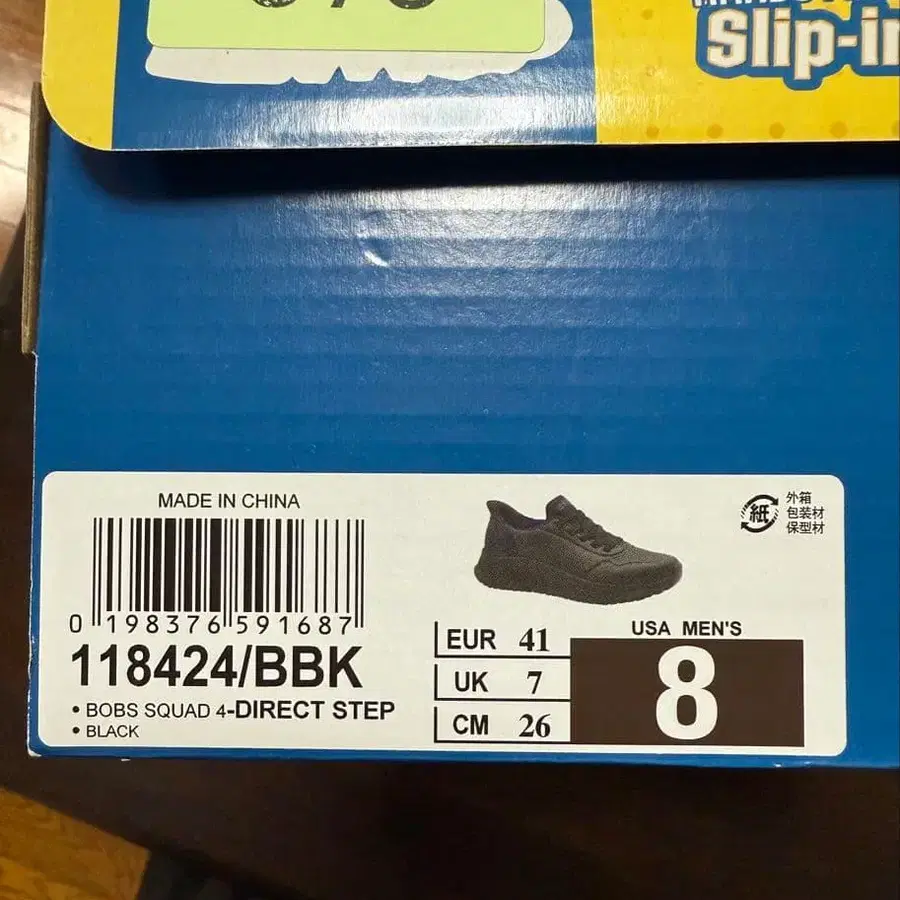 Slip-in
MADE IN CHINA
0 198376 591687
118424/BBK
• BOBS SQUAD 4-DIRECT STEP
• BLACK
紙
外箱
包装材
保型材
USA MEN'S
8
EUR 41
UK 7
CM 26